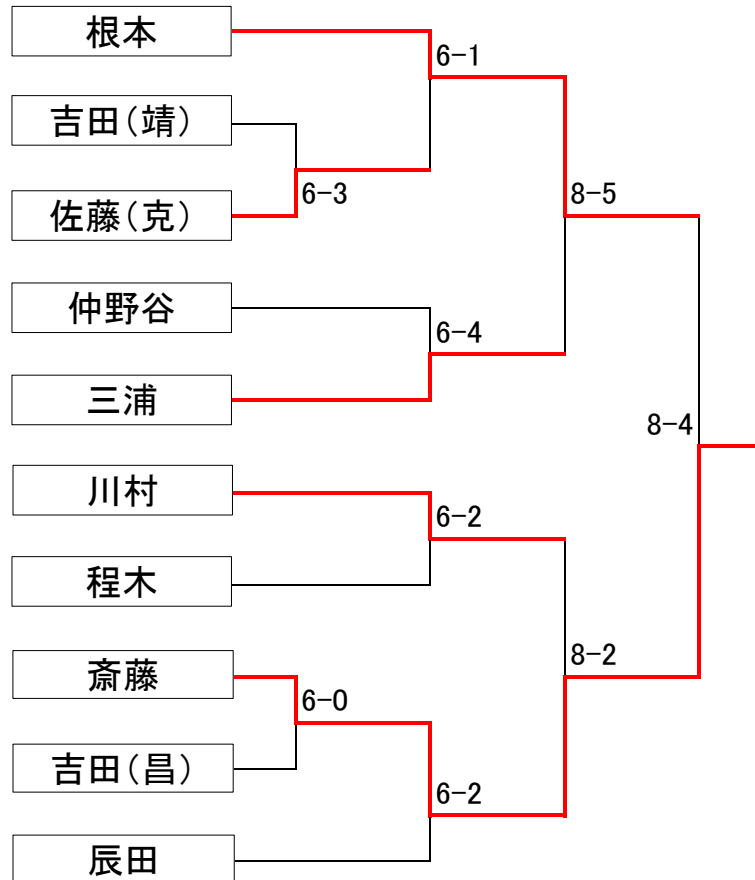 根本
6-1
吉田(靖)
佐藤(克)
6-3
8-5
仲野谷
6-4
三浦
8-4
川村
6-2
程木
8-2
斎藤
6-0
吉田(昌)
6-2
辰田